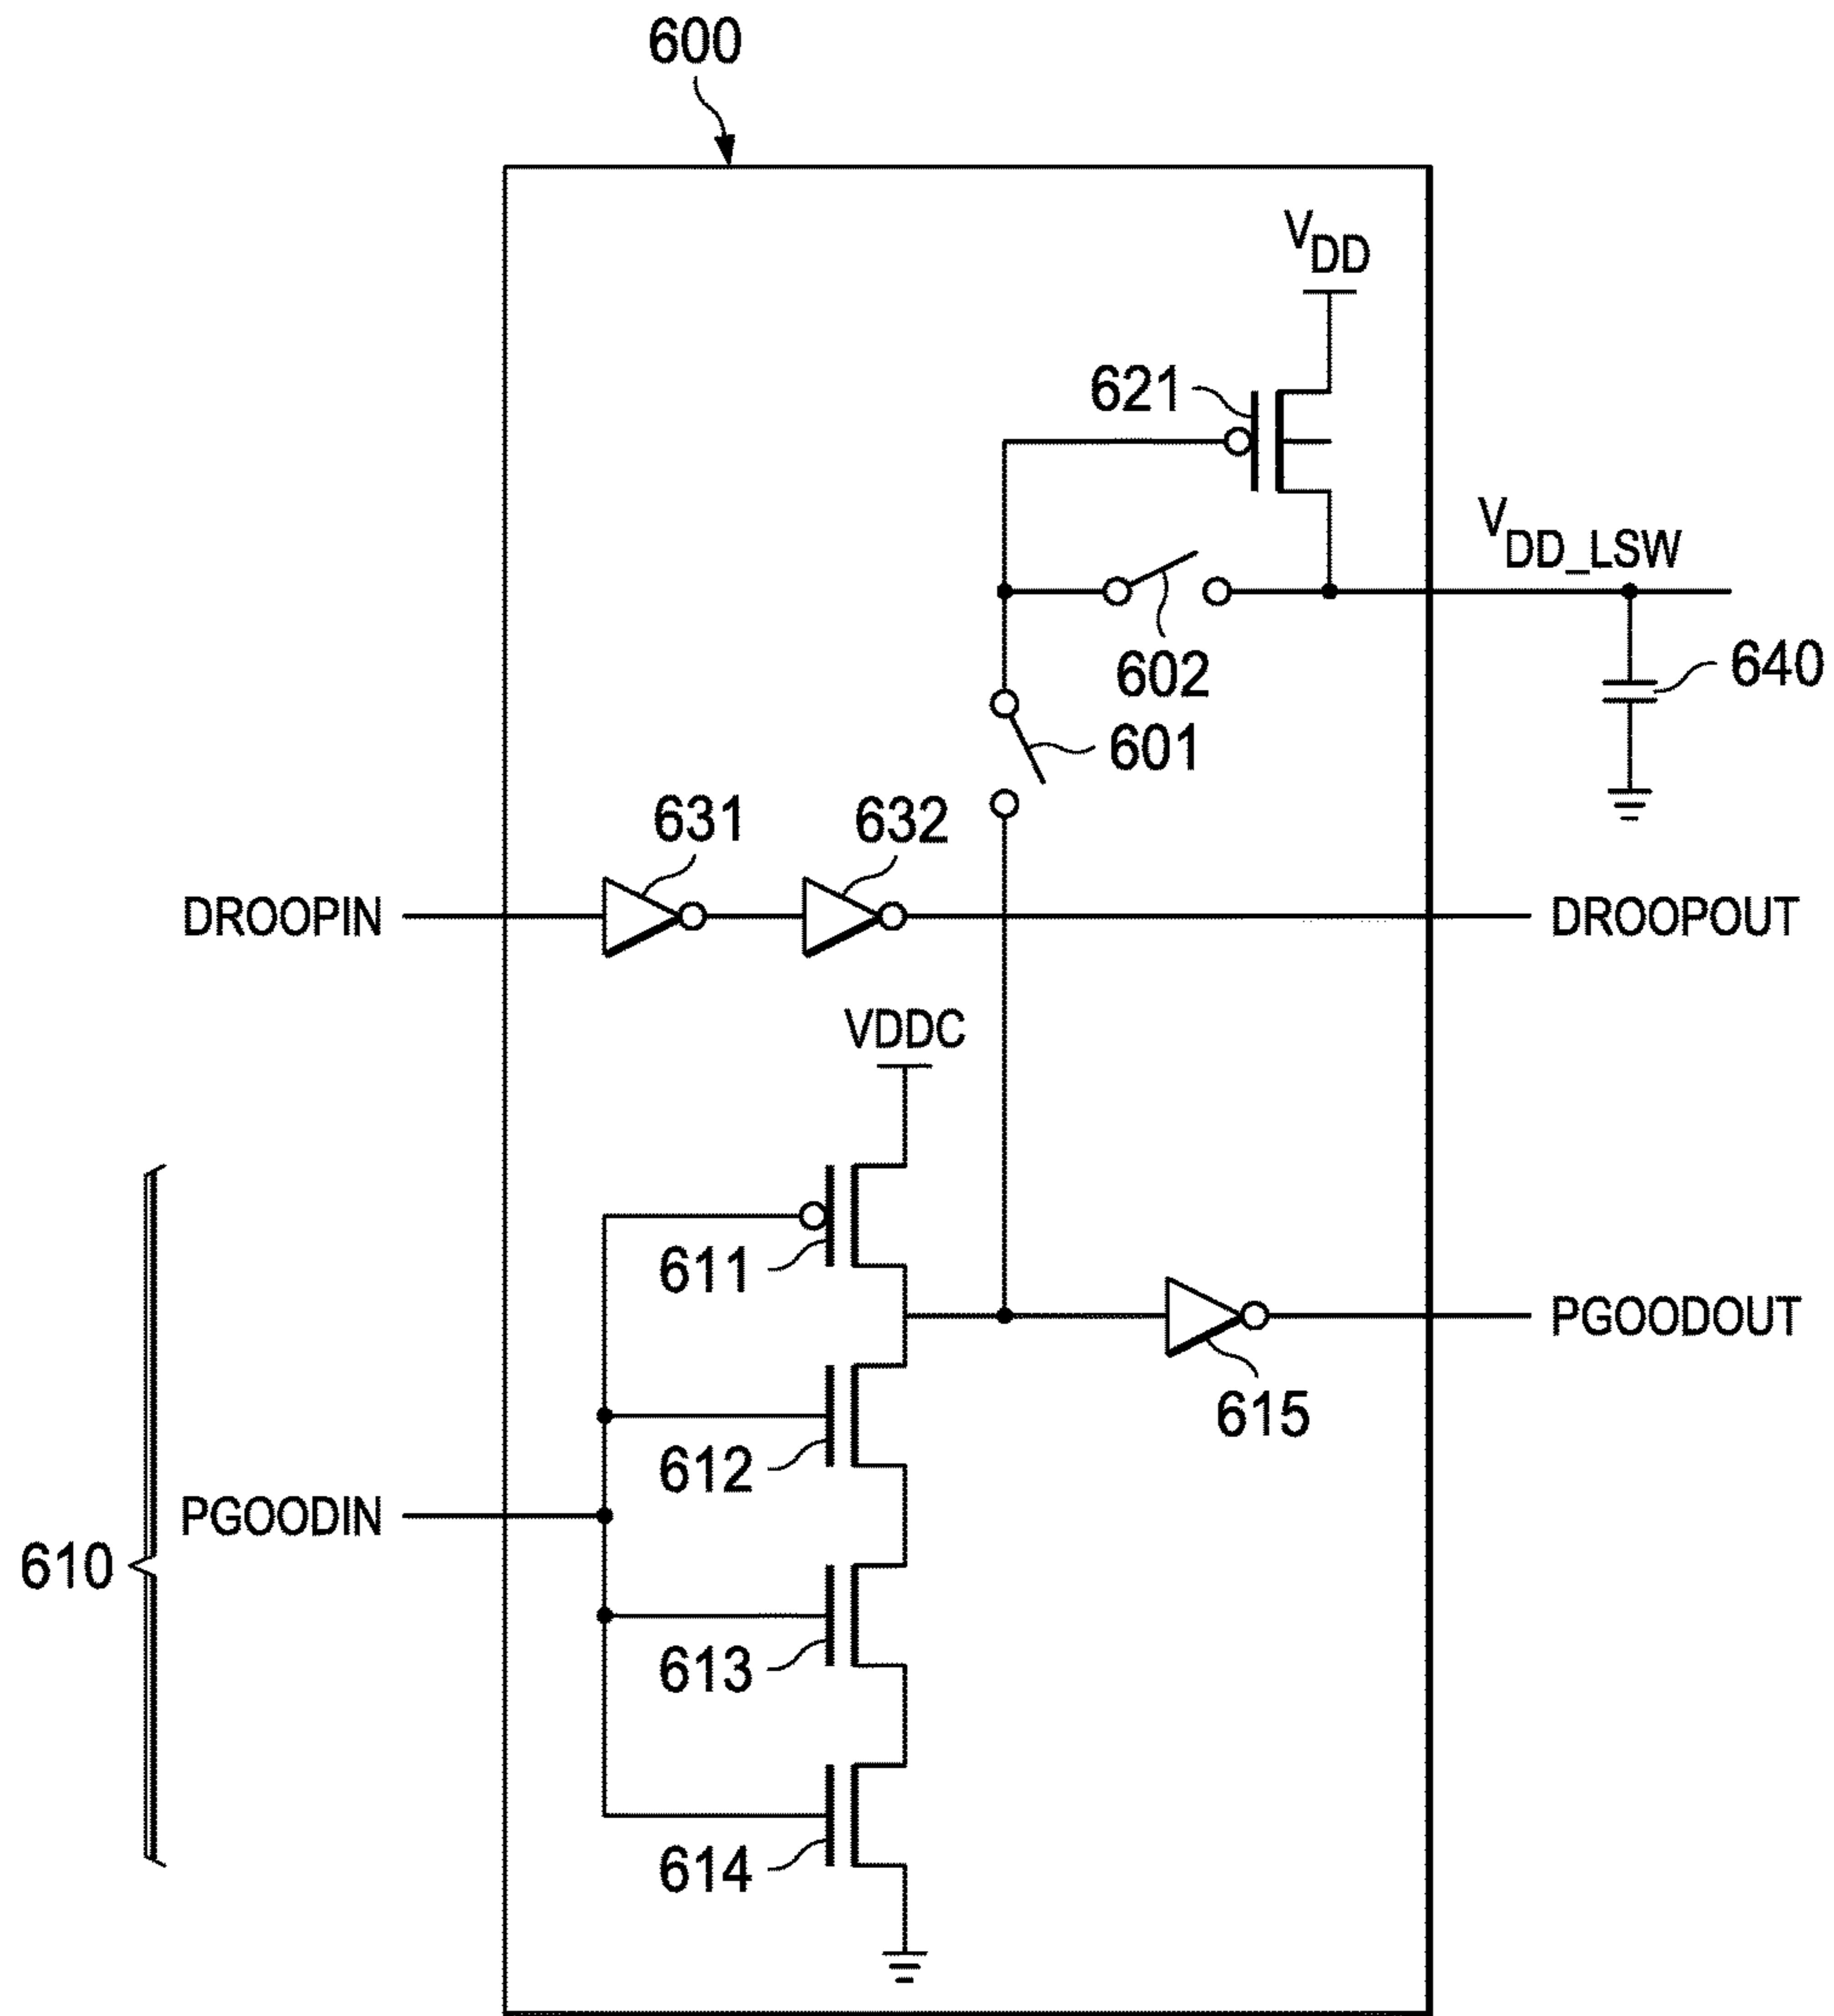 600
VDD
621
VDD_LSW
602
640
601
631
632
DROOPIN
DROOPOUT
VDDC
611
PGOODOUT
615
612
PGOODIN
610
613
614